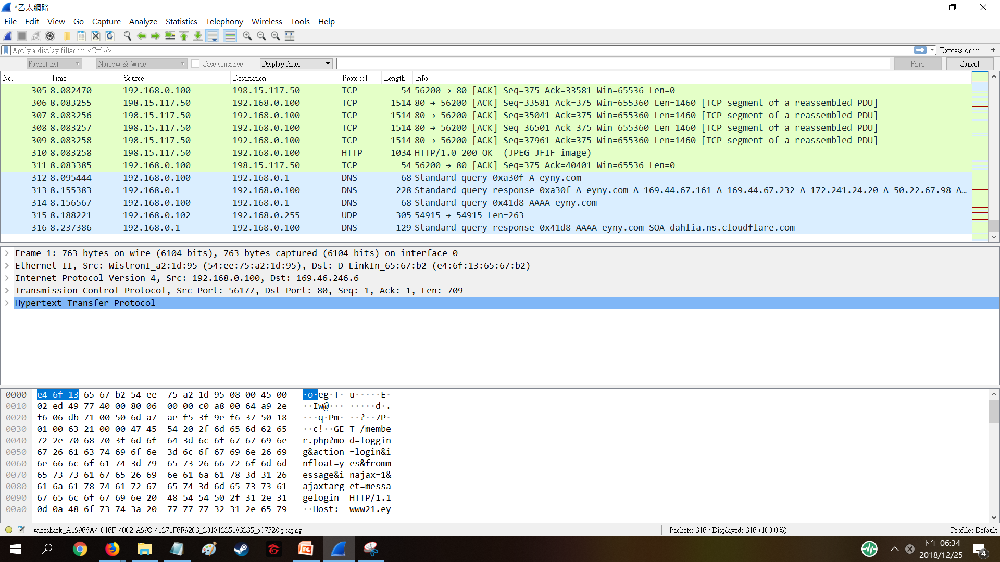 *乙太網路
File Edit View Go Capture Analyze Statistics Telephony Wireless Tools Help
Apply a display filter ··· <Ctrl-/> Expression··· +
Packet list Narrow & Wide Case sensitive Display filter Find Cancel
No. Time Source Destination Protocol Length Info
305 8.082470 192.168.0.100 198.15.117.50 TCP 54 56200 → 80 [ACK] Seq=375 Ack=33581 Win=65536 Len=0
306 8.083255 198.15.117.50 192.168.0.100 TCP 1514 80 → 56200 [ACK] Seq=33581 Ack=375 Win=655360 Len=1460 [TCP segment of a reassembled PDU]
307 8.083256 198.15.117.50 192.168.0.100 TCP 1514 80 → 56200 [ACK] Seq=35041 Ack=375 Win=655360 Len=1460 [TCP segment of a reassembled PDU]
308 8.083257 198.15.117.50 192.168.0.100 TCP 1514 80 → 56200 [ACK] Seq=36501 Ack=375 Win=655360 Len=1460 [TCP segment of a reassembled PDU]
309 8.083258 198.15.117.50 192.168.0.100 TCP 1514 80 → 56200 [ACK] Seq=37961 Ack=375 Win=655360 Len=1460 [TCP segment of a reassembled PDU]
310 8.083258 198.15.117.50 192.168.0.100 HTTP 1034 HTTP/1.0 200 OK (JPEG JFIF image)
311 8.083385 192.168.0.100 198.15.117.50 TCP 54 56200 → 80 [ACK] Seq=375 Ack=40401 Win=65536 Len=0
312 8.095444 192.168.0.100 192.168.0.1 DNS 68 Standard query 0xa30f A eyny.com
313 8.155383 192.168.0.1 192.168.0.100 DNS 228 Standard query response 0xa30f A eyny.com A 169.44.67.161 A 169.44.67.232 A 172.241.24.20 A 50.22.67.98 A…
314 8.156567 192.168.0.100 192.168.0.1 DNS 68 Standard query 0x41d8 AAAA eyny.com
315 8.188221 192.168.0.102 192.168.0.255 UDP 305 54915 → 54915 Len=263
316 8.237386 192.168.0.1 192.168.0.100 DNS 129 Standard query response 0x41d8 AAAA eyny.com SOA dahlia.ns.cloudflare.com
Frame 1: 763 bytes on wire (6104 bits), 763 bytes captured (6104 bits) on interface 0
Ethernet II, Src: WistronI_a2:1d:95 (54:ee:75:a2:1d:95), Dst: D-LinkIn_65:67:b2 (e4:6f:13:65:67:b2)
Internet Protocol Version 4, Src: 192.168.0.100, Dst: 169.46.246.6
Transmission Control Protocol, Src Port: 56177, Dst Port: 80, Seq: 1, Ack: 1, Len: 709
Hypertext Transfer Protocol
0000 e4 6f 13 65 67 b2 54 ee 75 a2 1d 95 08 00 45 00 ·o·eg·T· u·····E·
0010 02 ed 49 77 40 00 80 06 00 00 c0 a8 00 64 a9 2e ··Iw@··· ·····d·.
0020 f6 06 db 71 00 50 6d a7 ae f5 3f 9e f6 37 50 18 ···q·Pm· ··?··7P·
0030 01 00 63 21 00 00 47 45 54 20 2f 6d 65 6d 62 65 ··c!··GE T /membe
0040 72 2e 70 68 70 3f 6d 6f 64 3d 6c 6f 67 67 69 6e r.php?mo d=loggin
0050 67 26 61 63 74 69 6f 6e 3d 6c 6f 67 69 6e 26 69 g&action =login&i
0060 6e 66 6c 6f 61 74 3d 79 65 73 26 66 72 6f 6d 6d nfloat=y es&fromm
0070 65 73 73 61 67 65 26 69 6e 61 6a 61 78 3d 31 26 essage&i najax=1&
0080 61 6a 61 78 74 61 72 67 65 74 3d 6d 65 73 73 61 ajaxtarg et=messa
0090 67 65 6c 6f 67 69 6e 20 48 54 54 50 2f 31 2e 31 gelogin HTTP/1.1
00a0 0d 0a 48 6f 73 74 3a 20 77 77 77 32 31 2e 65 79 ··Host: www21.ey
wireshark_A19966A4-016F-4002-A998-41271F6F9203_20181225183235_a07328.pcapng Packets: 316 · Displayed: 316 (100.0%) Profile: Default
下午 06:34
2018/12/25
4